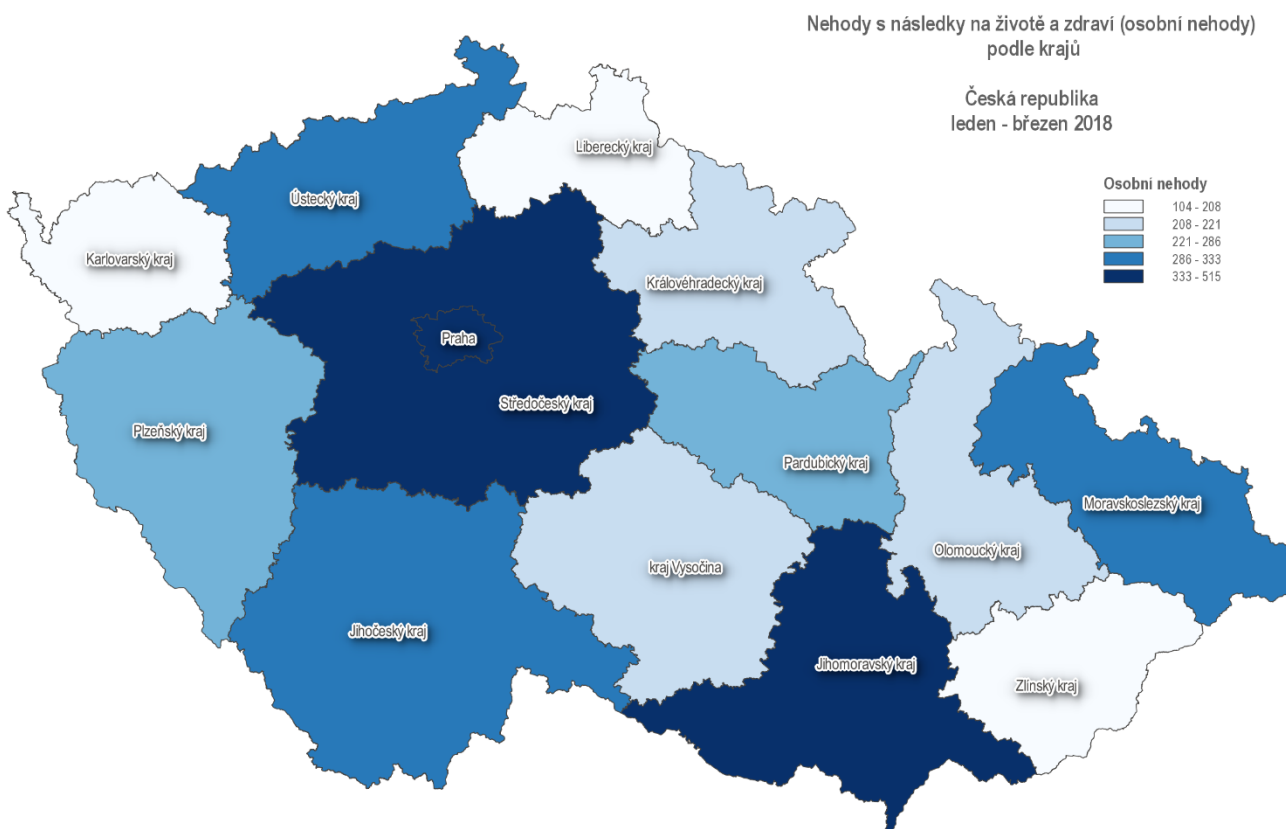 Nehody s následky na životě a zdraví (osobní nehody)
podle krajů
Česká republika
leden - březen 2018
Osobní nehody
104 - 208
208 - 221
221 - 286
286 - 333
333 - 515
Liberecký kraj
Ústecký kraj
Karlovarský kraj
Královéhradecký kraj
Praha
Středočeský kraj
Plzeňský kraj
Pardubický kraj
Moravskoslezský kraj
Olomoucký kraj
kraj Vysočina
Jihočeský kraj
Jihomoravský kraj
Zlínský kraj